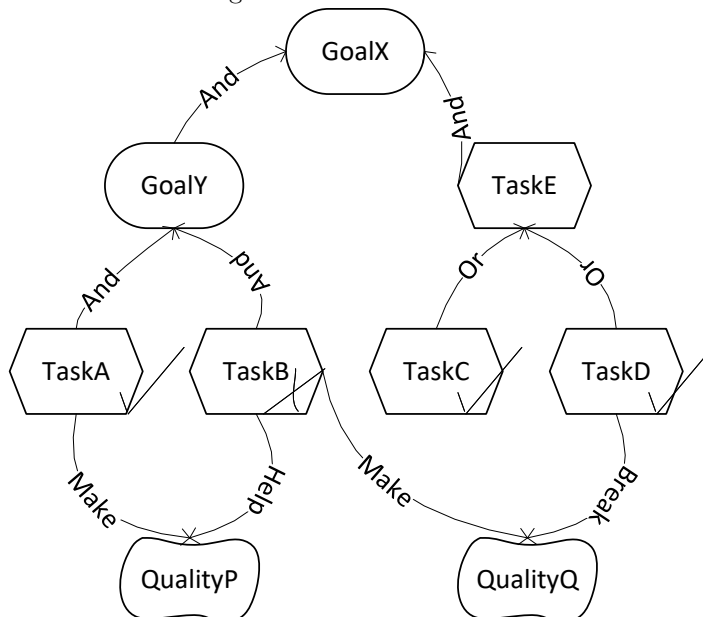 GoalX
And
And
GoalY
TaskE
And
And
Or
Or
TaskA
TaskB
TaskC
TaskD
Make
Help
Make
Break
QualityP
QualityQ